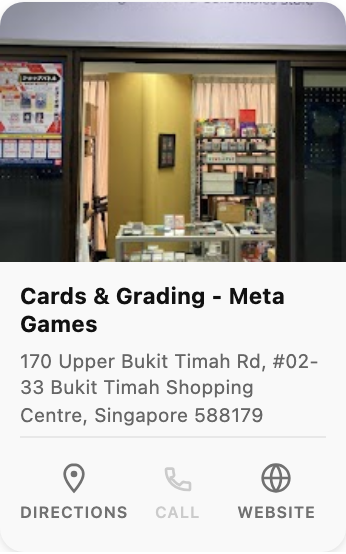 Cards & Grading - Meta
Games
170 Upper Bukit Timah Rd, #02-
33 Bukit Timah Shopping
Centre, Singapore 588179
DIRECTIONS
CALL
WEBSITE